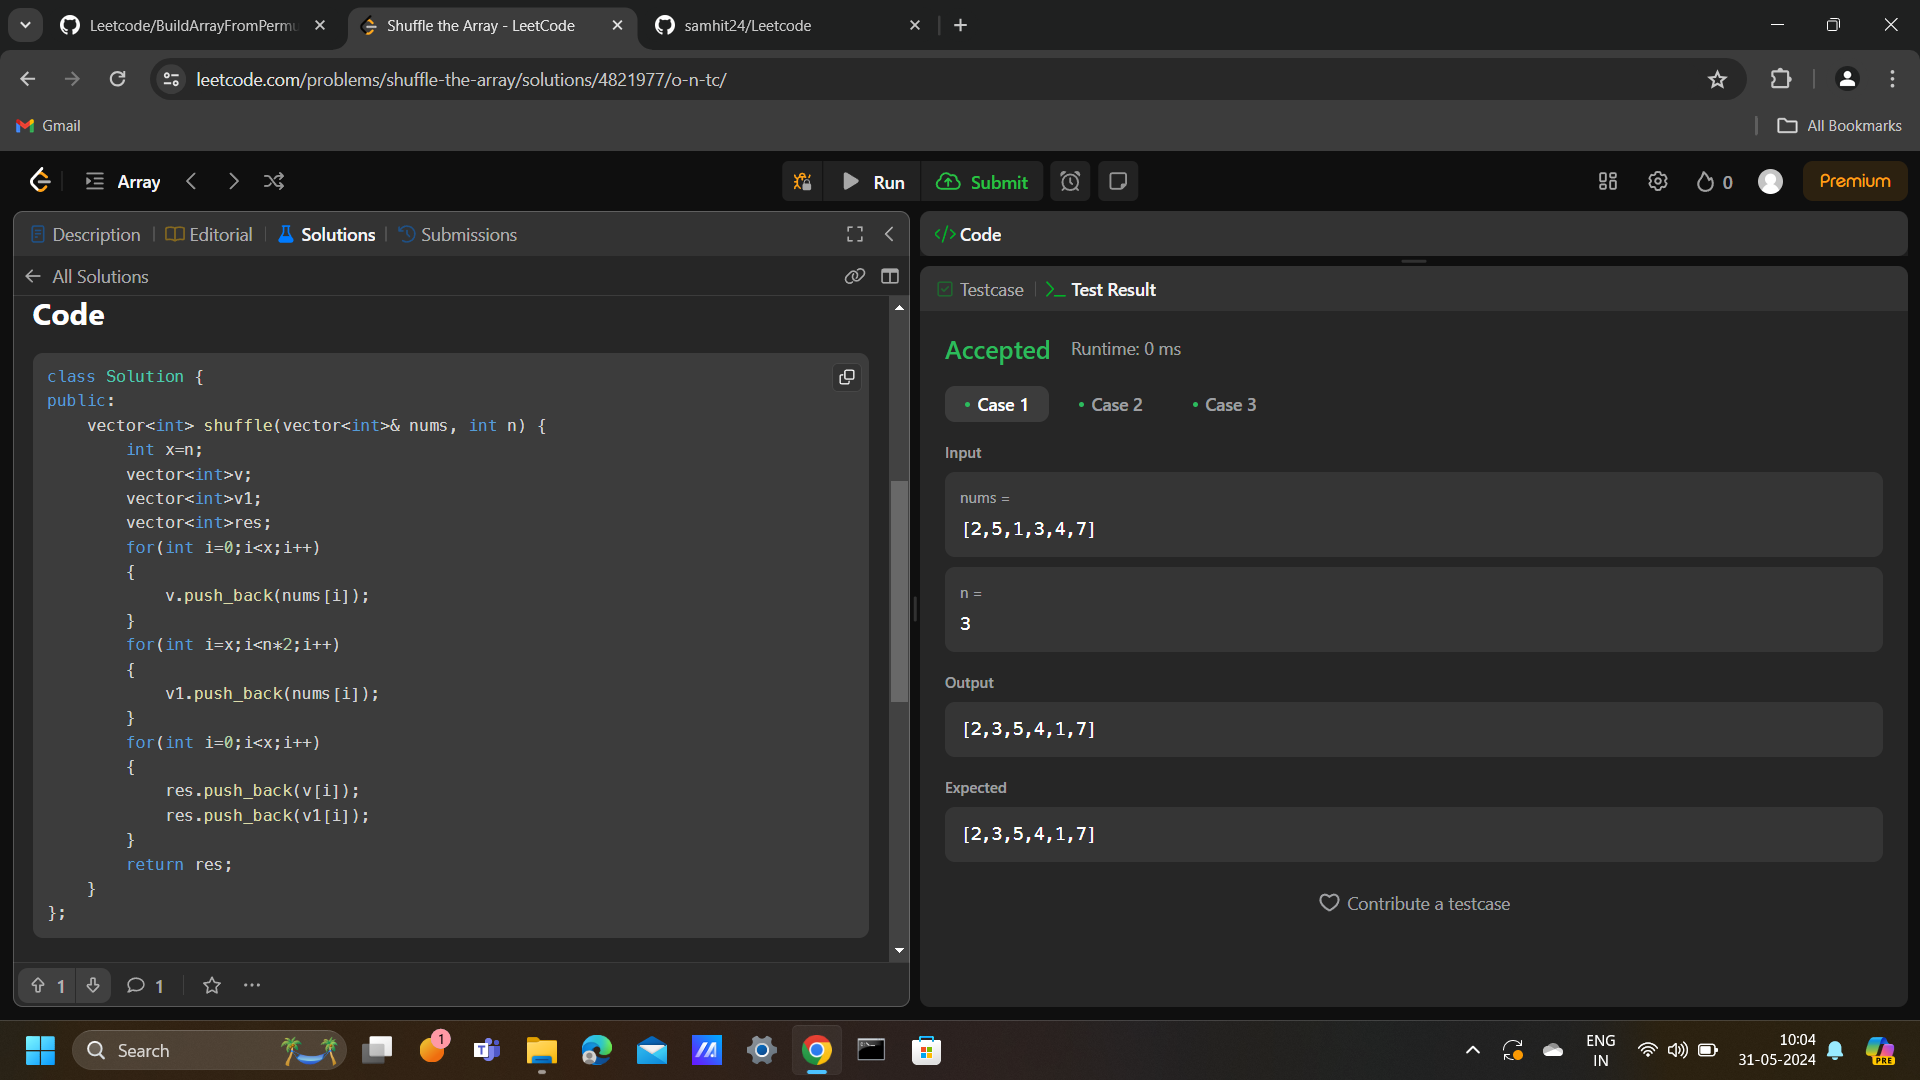 Leetcode/BuildArrayFromPermu
Shuffle the Array - LeetCode
samhit24/Leetcode
leetcode.com/problems/shuffle-the-array/solutions/4821977/o-n-tc/
Gmail
All Bookmarks
Array
Run
Submit
0
Premium
Description
Editorial
Solutions
Submissions
All Solutions
Code
class Solution {
public:
    vector<int> shuffle(vector<int>& nums, int n) {
        int x=n;
        vector<int>v;
        vector<int>v1;
        vector<int>res;
        for(int i=0;i<x;i++)
        {
            v.push_back(nums[i]);
        }
        for(int i=x;i<n*2;i++)
        {
            v1.push_back(nums[i]);
        }
        for(int i=0;i<x;i++)
        {
            res.push_back(v[i]);
            res.push_back(v1[i]);
        }
        return res;
    }
};
1
1
</> Code
Testcase
Test Result
Accepted
Runtime: 0 ms
Case 1
Case 2
Case 3
Input
nums =
[2,5,1,3,4,7]
n =
3
Output
[2,3,5,4,1,7]
Expected
[2,3,5,4,1,7]
Contribute a testcase
Search
1
ENG
IN
10:04
31-05-2024
PRE